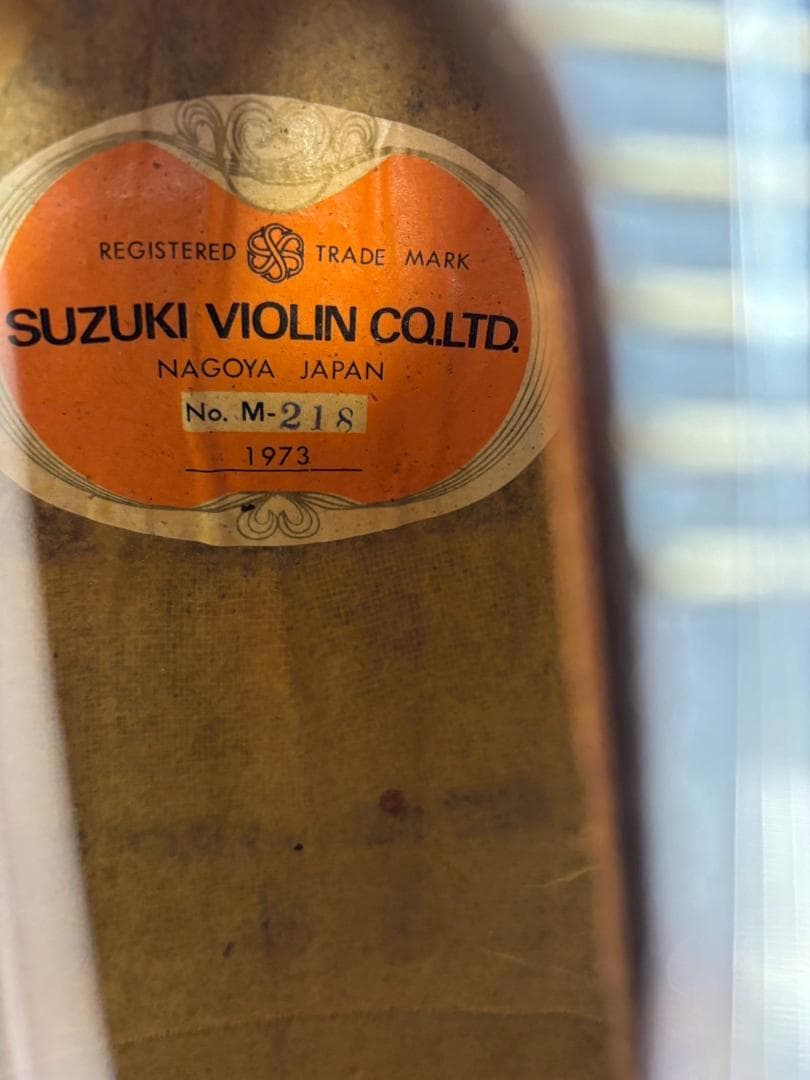 REGISTERED TRADE MARK
SUZUKI VIOLIN CO.LTD.
NAGOYA JAPAN
No. M-218
1973